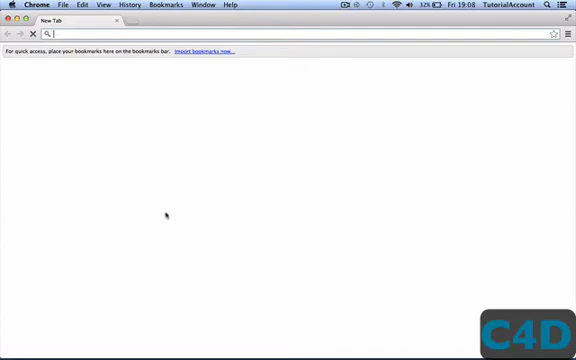 Chrome File Edit View History Bookmarks Window Help 32% Fri 19:08 TutorialAccount
New Tab
For quick access, place your bookmarks here on the bookmarks bar. Import bookmarks now...
C4D